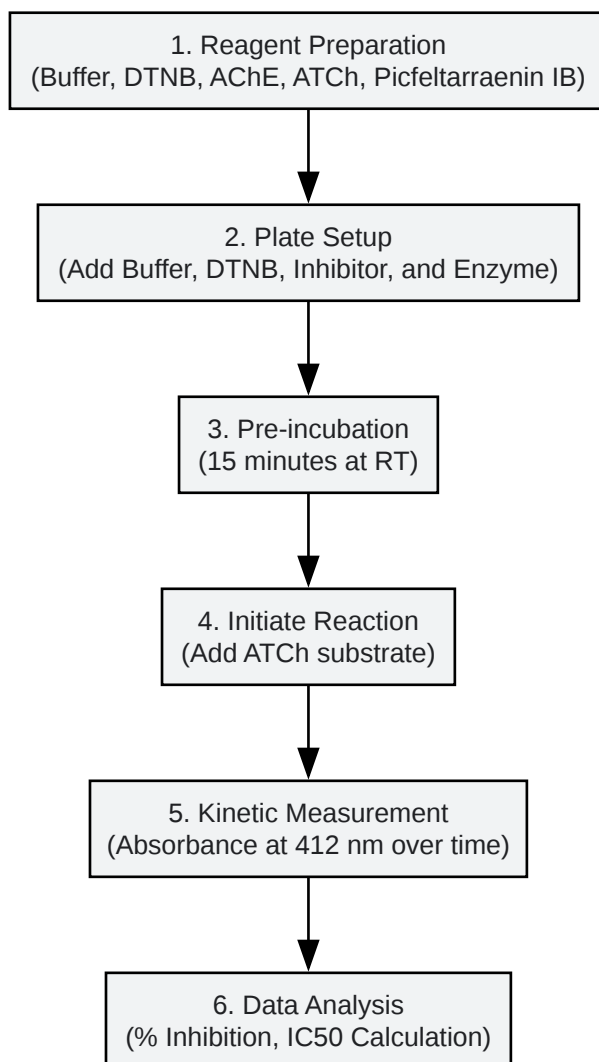 1. Reagent Preparation
(Buffer, DTNB, AChE, ATCh, Picfeltarraenin IB)
2. Plate Setup
(Add Buffer, DTNB, Inhibitor, and Enzyme)
3. Pre-incubation
(15 minutes at RT)
4. Initiate Reaction
(Add ATCh substrate)
5. Kinetic Measurement
(Absorbance at 412 nm over time)
6. Data Analysis
(% Inhibition, IC50 Calculation)